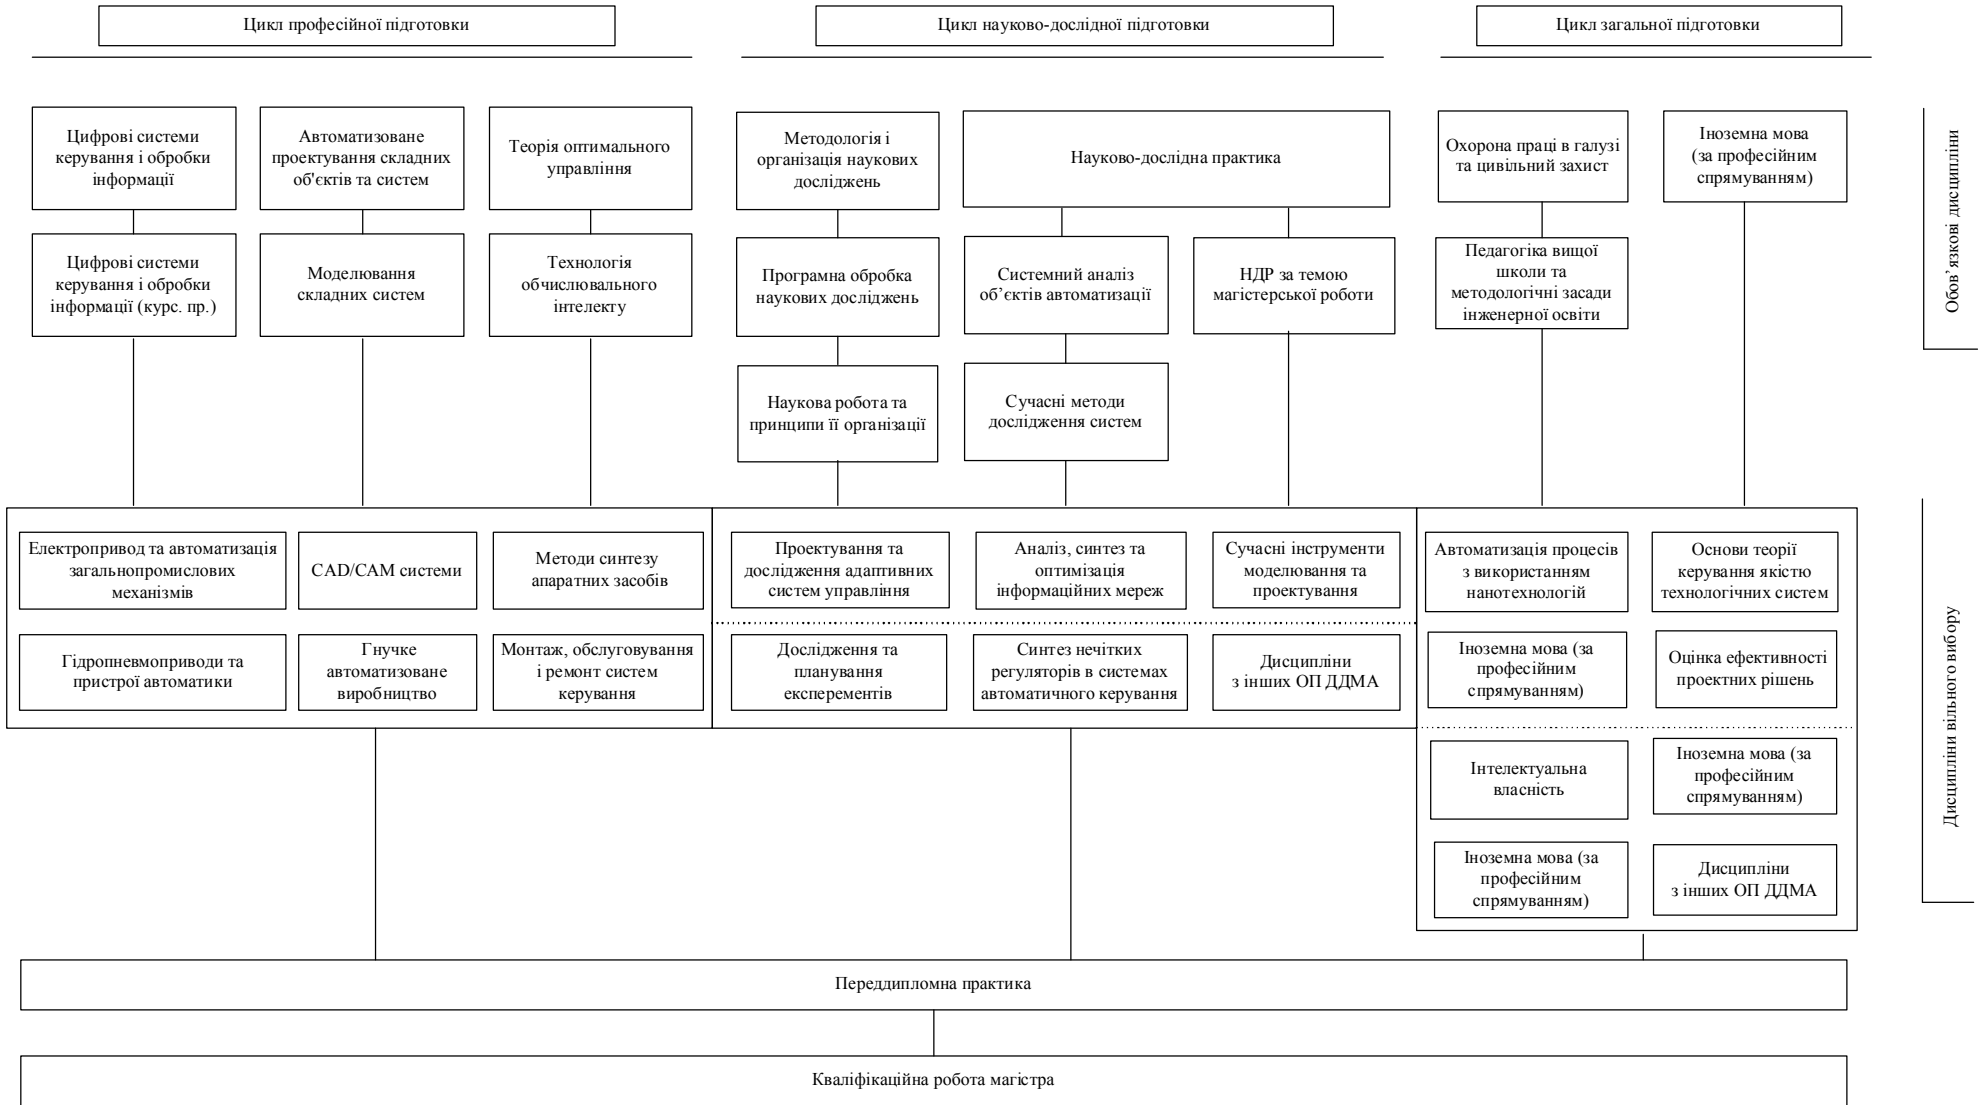 Цикл професійної підготовки
Цикл науково-дослідної підготовки
Цикл загальної підготовки
Цифрові системи
керування і обробки
інформації
Автоматизоване
проектування складних
об'єктів та систем
Теорія оптимального
управління
Методологія і
організація наукових
досліджень
Науково-дослідна практика
Охорона праці в галузі
та цивільний захист
Іноземна мова
(за професійним
спрямуванням)
Обов’язкові дисципліни
Цифрові системи
керування і обробки
інформації (курс. пр.)
Моделювання
складних систем
Технологія
обчислювального
інтелекту
Програмна обробка
наукових досліджень
Системний аналіз
об’єктів автоматизації
НДР за темою
магістерської роботи
Педагогіка вищої
школи та
методологічні засади
інженерної освіти
Наукова робота та
принципи її організації
Сучасні методи
дослідження систем
Електропривод та автоматизація
загальнопромислових
механізмів
CAD/CAM системи
Методи синтезу
апаратних засобів
Проектування та
дослідження адаптивних
систем управління
Аналіз, синтез та
оптимізація
інформаційних мереж
Сучасні інструменти
моделювання та
проектування
Автоматизація процесів
з використанням
нанотехнологій
Основи теорії
керування якістю
технологічних систем
Дисципліни вільного вибору
Гідропневмоприводи та
пристрої автоматики
Гнучке
автоматизоване
виробництво
Монтаж, обслуговування
і ремонт систем
керування
Дослідження та
планування
експерементів
Синтез нечітких
регуляторів в системах
автоматичного керування
Дисципліни
з інших ОП ДДМА
Іноземна мова (за
професійним
спрямуванням)
Оцінка ефективності
проектних рішень
Інтелектуальна
власність
Іноземна мова (за
професійним
спрямуванням)
Іноземна мова (за
професійним
спрямуванням)
Дисципліни
з інших ОП ДДМА
Переддипломна практика
Кваліфікаційна робота магістра